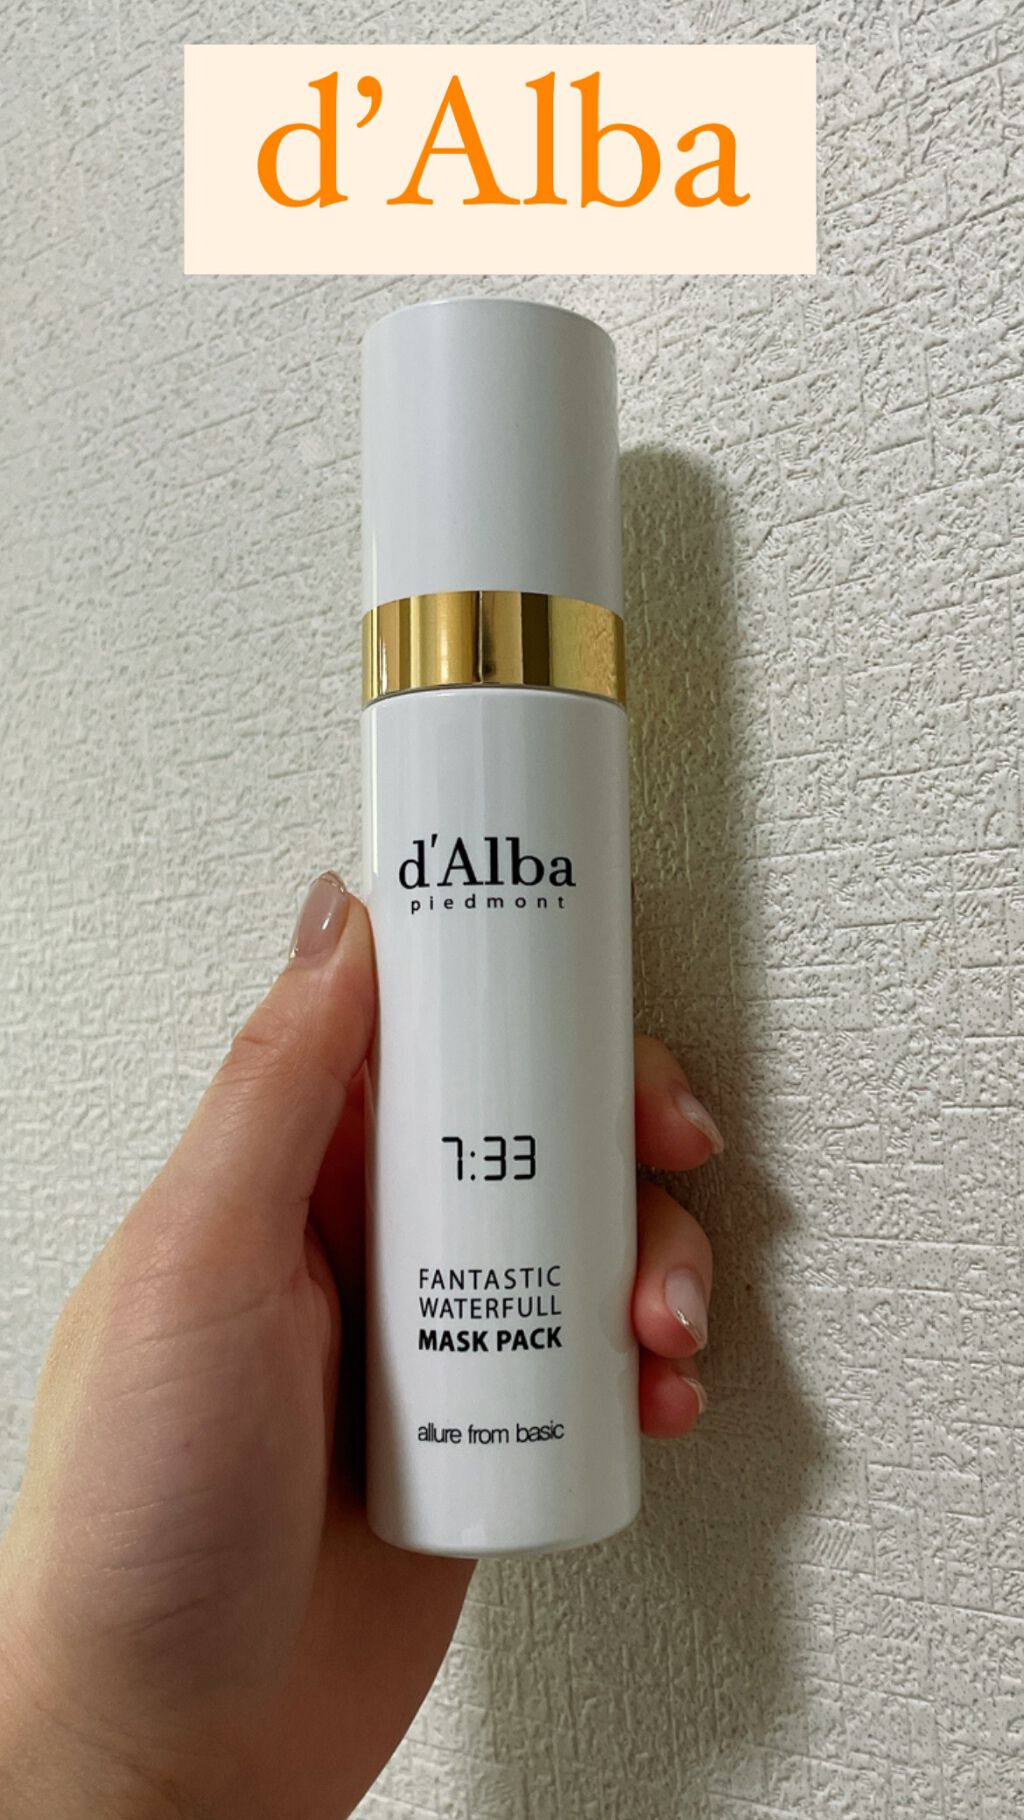 d’Alba
d'Alba
piedmont
7:33
FANTASTIC
WATERFULL
MASK PACK
allure from basic